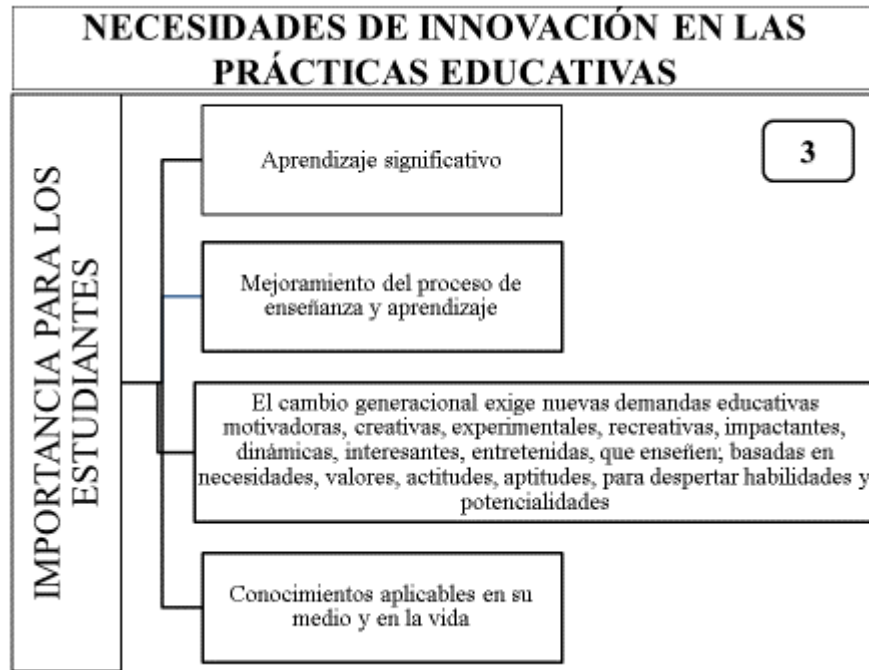 NECESIDADES DE INNOVACIÓN EN LAS
PRÁCTICAS EDUCATIVAS
IMPORTANCIA PARA LOS
ESTUDIANTES
3
Aprendizaje significativo
Mejoramiento del proceso de
enseñanza y aprendizaje
El cambio generacional exige nuevas demandas educativas
motivadoras, creativas, experimentales, recreativas, impactantes,
dinámicas, interesantes, entretenidas, que enseñen; basadas en
necesidades, valores, actitudes, aptitudes, para despertar habilidades y
potencialidades
Conocimientos aplicables en su
medio y en la vida